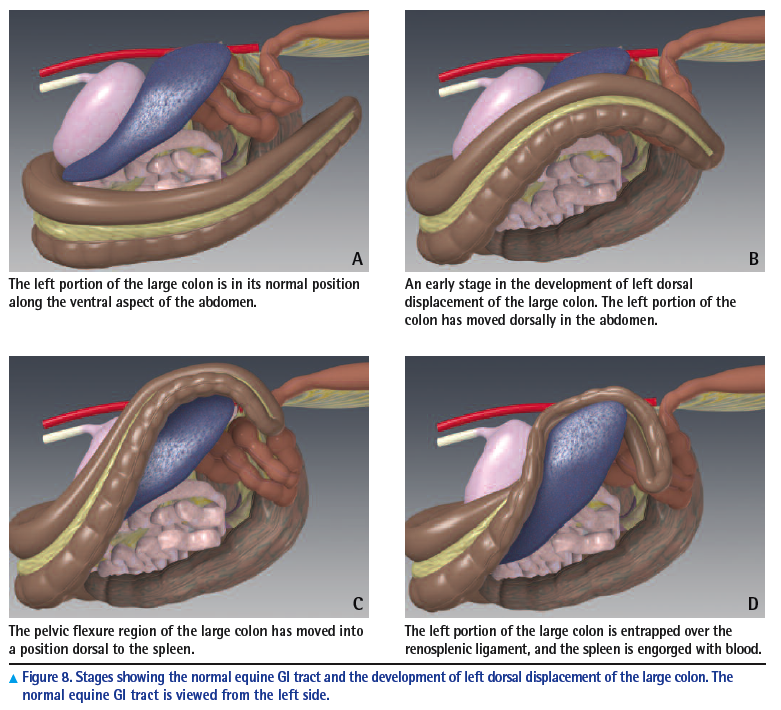 A
B
The left portion of the large colon is in its normal position
along the ventral aspect of the abdomen.
An early stage in the development of left dorsal
displacement of the large colon. The left portion of the
colon has moved dorsally in the abdomen.
C
D
The pelvic flexure region of the large colon has moved into
a position dorsal to the spleen.
The left portion of the large colon is entrapped over the
renosplenic ligament, and the spleen is engorged with blood.
▲ Figure 8. Stages showing the normal equine GI tract and the development of left dorsal displacement of the large colon. The
normal equine GI tract is viewed from the left side.